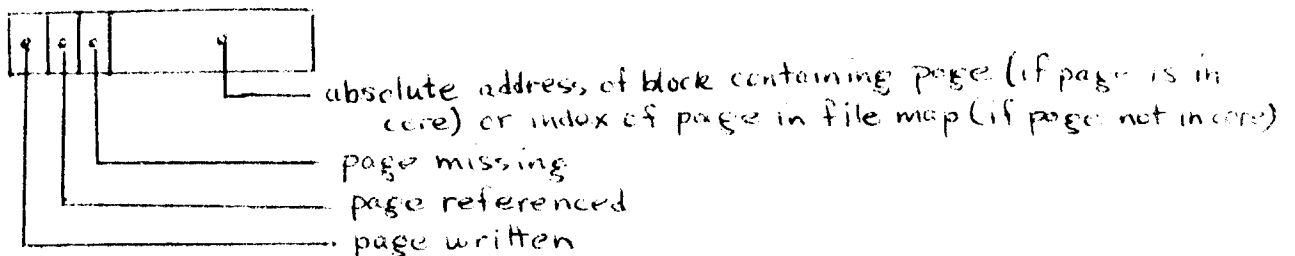 absolute address of block containing page (if page is in
core) or index of page in file map (if page not in core)
page missing
page referenced
page written